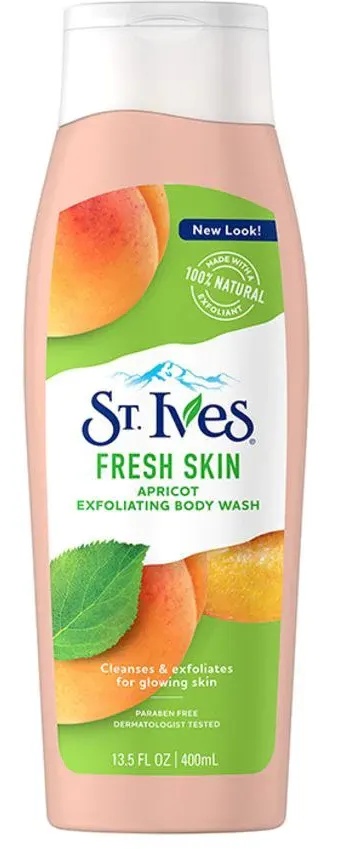 New Look!
MADE WITH A
100% NATURAL
EXFOLIANT
ST. IVES®
FRESH SKIN
APRICOT
EXFOLIATING BODY WASH
Cleanses & exfoliates
for glowing skin
PARABEN FREE
DERMATOLOGIST TESTED
13.5 FL OZ | 400mL